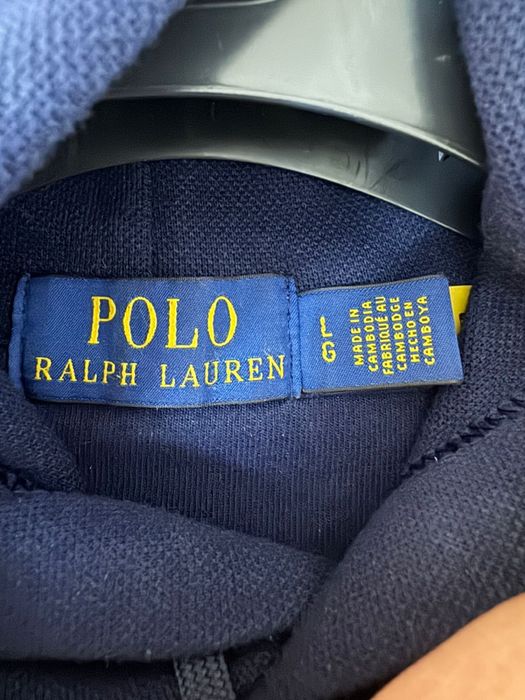 POLO
RALPH LAUREN
L
G
MADE IN
CAMBODIA
FABRIQUÉ AU
CAMBODGE
HECHO EN
CAMBOYA